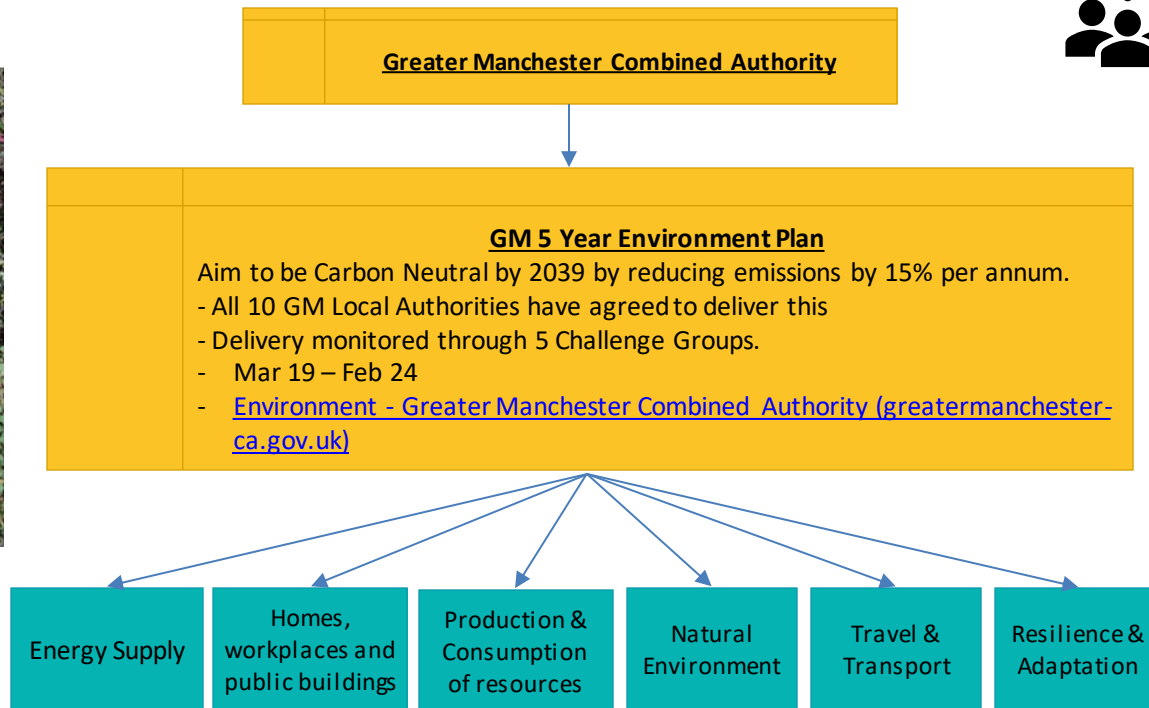 Greater Manchester Combined Authority
GM 5 Year Environment Plan
Aim to be Carbon Neutral by 2039 by reducing emissions by 15% per annum.
- All 10 GM Local Authorities have agreed to deliver this
- Delivery monitored through 5 Challenge Groups.
- Mar 19 – Feb 24
- Environment - Greater Manchester Combined Authority (greatermanchester-
ca.gov.uk)
Energy Supply
Homes,
workplaces and
public buildings
Production &
Consumption
of resources
Natural
Environment
Travel &
Transport
Resilience &
Adaptation